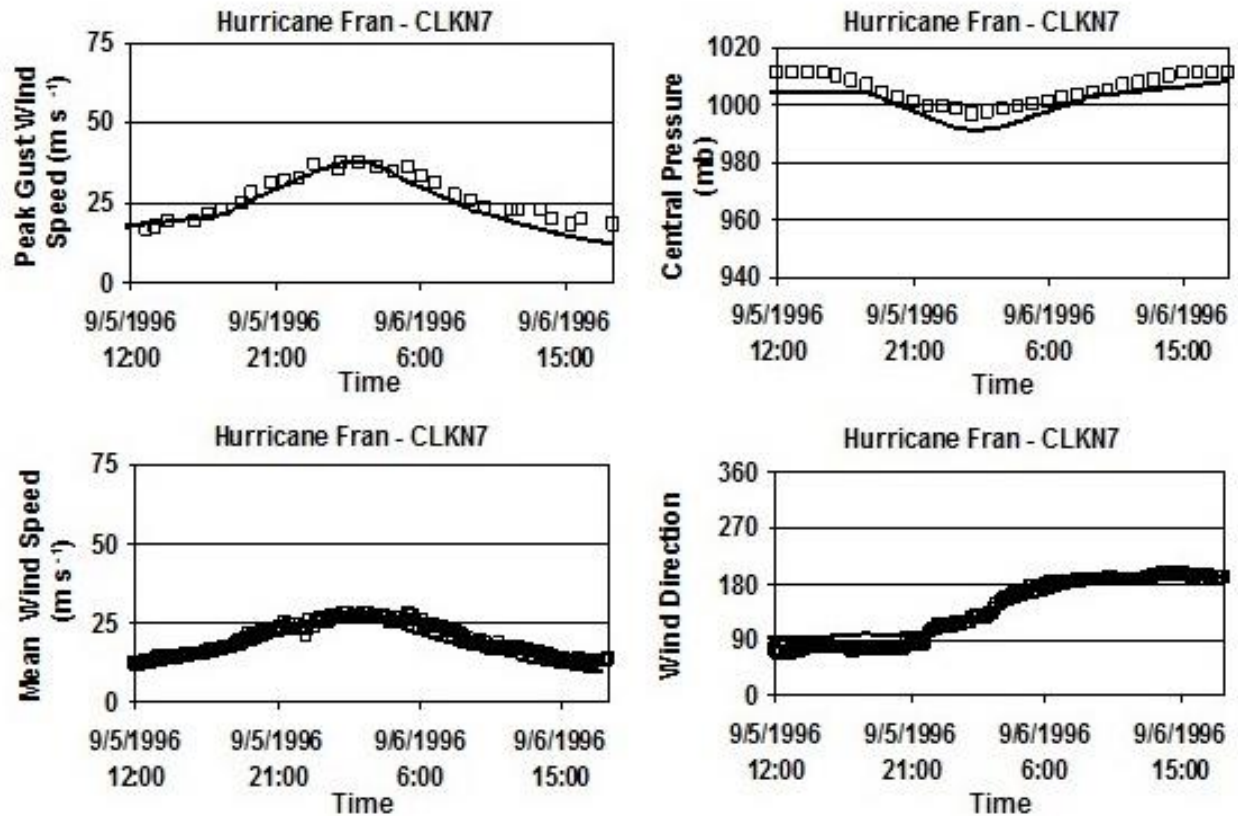 Hurricane Fran - CLKN7
Peak Gust Wind
Speed (m s ⁻¹)
75
50
25
0
9/5/1996 9/5/1996 9/6/1996 9/6/1996
12:00 21:00 6:00 15:00
Time
Hurricane Fran - CLKN7
Central Pressure
(mb)
1020
1000
980
960
940
9/5/1996 9/5/1996 9/6/1996 9/6/1996
12:00 21:00 6:00 15:00
Time
Hurricane Fran - CLKN7
Mean Wind Speed
(m s ⁻¹)
75
50
25
0
9/5/1996 9/5/1996 9/6/1996 9/6/1996
12:00 21:00 6:00 15:00
Time
Hurricane Fran - CLKN7
Wind Direction
360
270
180
90
0
9/5/1996 9/5/1996 9/6/1996 9/6/1996
12:00 21:00 6:00 15:00
Time